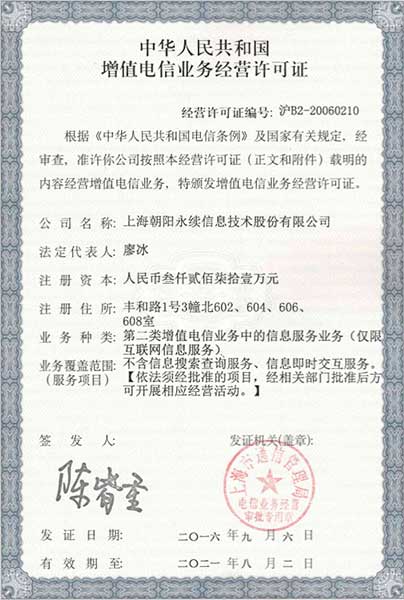 中华人民共和国
增值电信业务经营许可证
经营许可证编号: 沪B2-20060210
根据《中华人民共和国电信条例》及国家有关规定，经
审查，准许你公司按照本经营许可证（正文和附件）载明的
内容经营增值电信业务，特颁发增值电信业务经营许可证。
公司名称: 上海朝阳永续信息技术股份有限公司
法定代表人: 廖冰
注册资本: 人民币叁仟贰佰柒拾壹万元
注册住所: 丰和路1号3幢北602、604、606、
608室
业务种类: 第二类增值电信业务中的信息服务业务（仅限
互联网信息服务）
业务覆盖范围: 不含信息搜索查询服务、信息即时交互服务。
(服务项目) 【依法须经批准的项目，经相关部门批准后方
可开展相应经营活动。】
签发人: 发证机关(盖章):
上海市通信管理局
电信业务经营
审批专用章
发证日期: 二〇一六年九月六日
有效期至: 二〇二一年八月二日